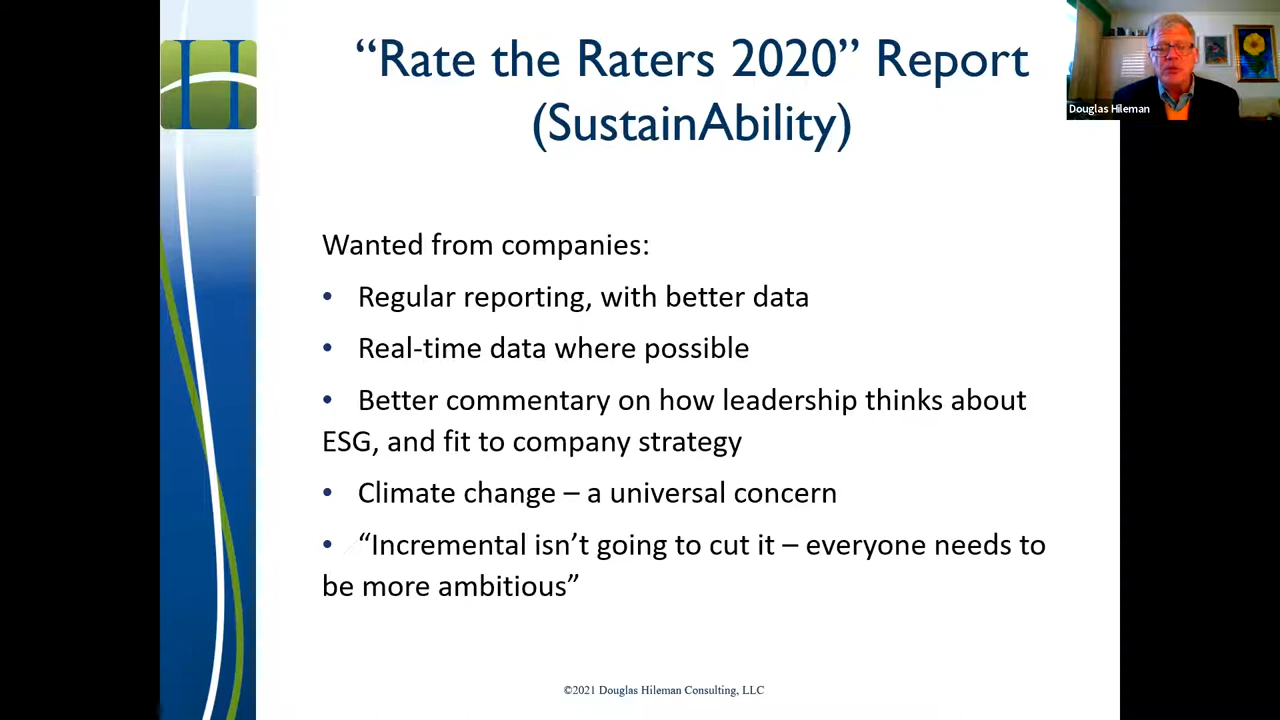 “Rate the Raters 2020” Report
(SustainAbility)
Douglas Hileman
Wanted from companies:
• Regular reporting, with better data
• Real-time data where possible
• Better commentary on how leadership thinks about
ESG, and fit to company strategy
• Climate change – a universal concern
• “Incremental isn’t going to cut it – everyone needs to
be more ambitious”
©2021 Douglas Hileman Consulting, LLC